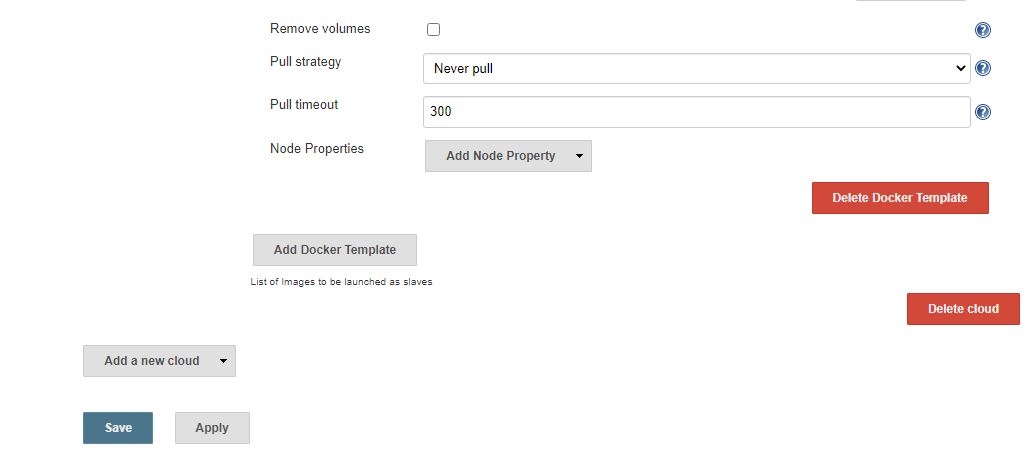 Remove volumes
Pull strategy
Never pull
Pull timeout
300
Node Properties
Add Node Property
Delete Docker Template
Add Docker Template
List of Images to be launched as slaves
Delete cloud
Add a new cloud
Save
Apply